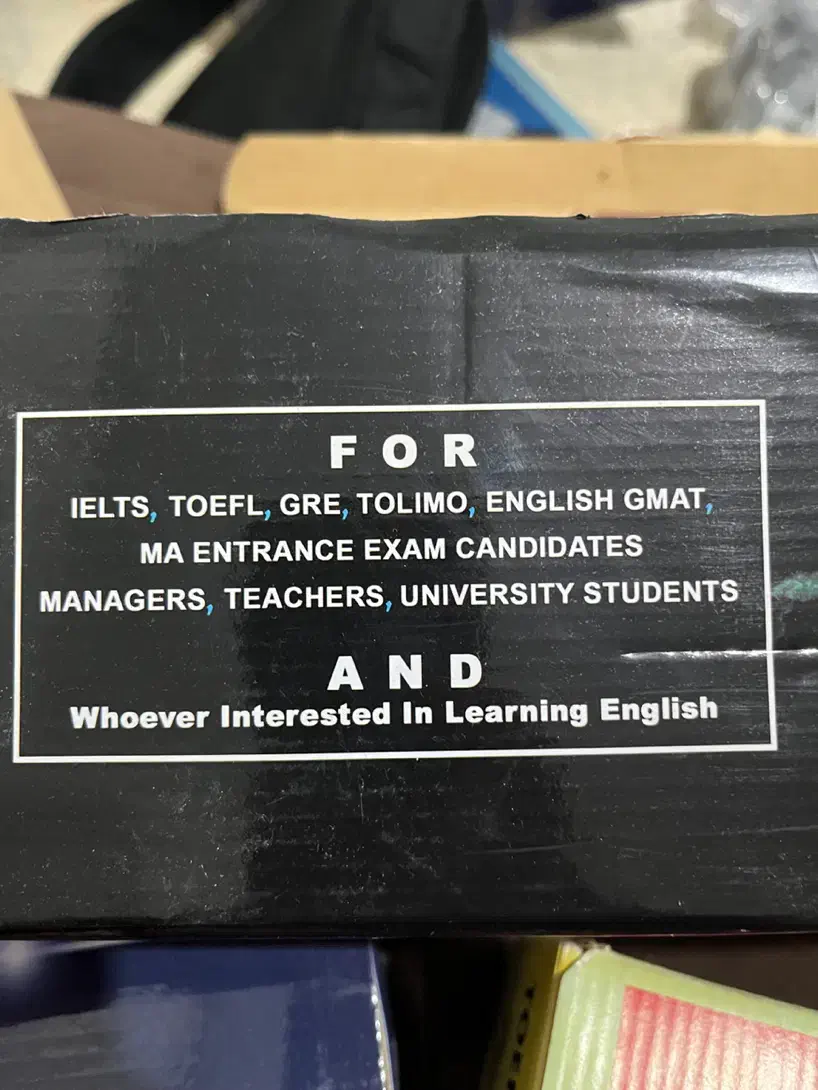 FOR
IELTS, TOEFL, GRE, TOLIMO, ENGLISH GMAT,
MA ENTRANCE EXAM CANDIDATES
MANAGERS, TEACHERS, UNIVERSITY STUDENTS
AND
Whoever Interested In Learning English